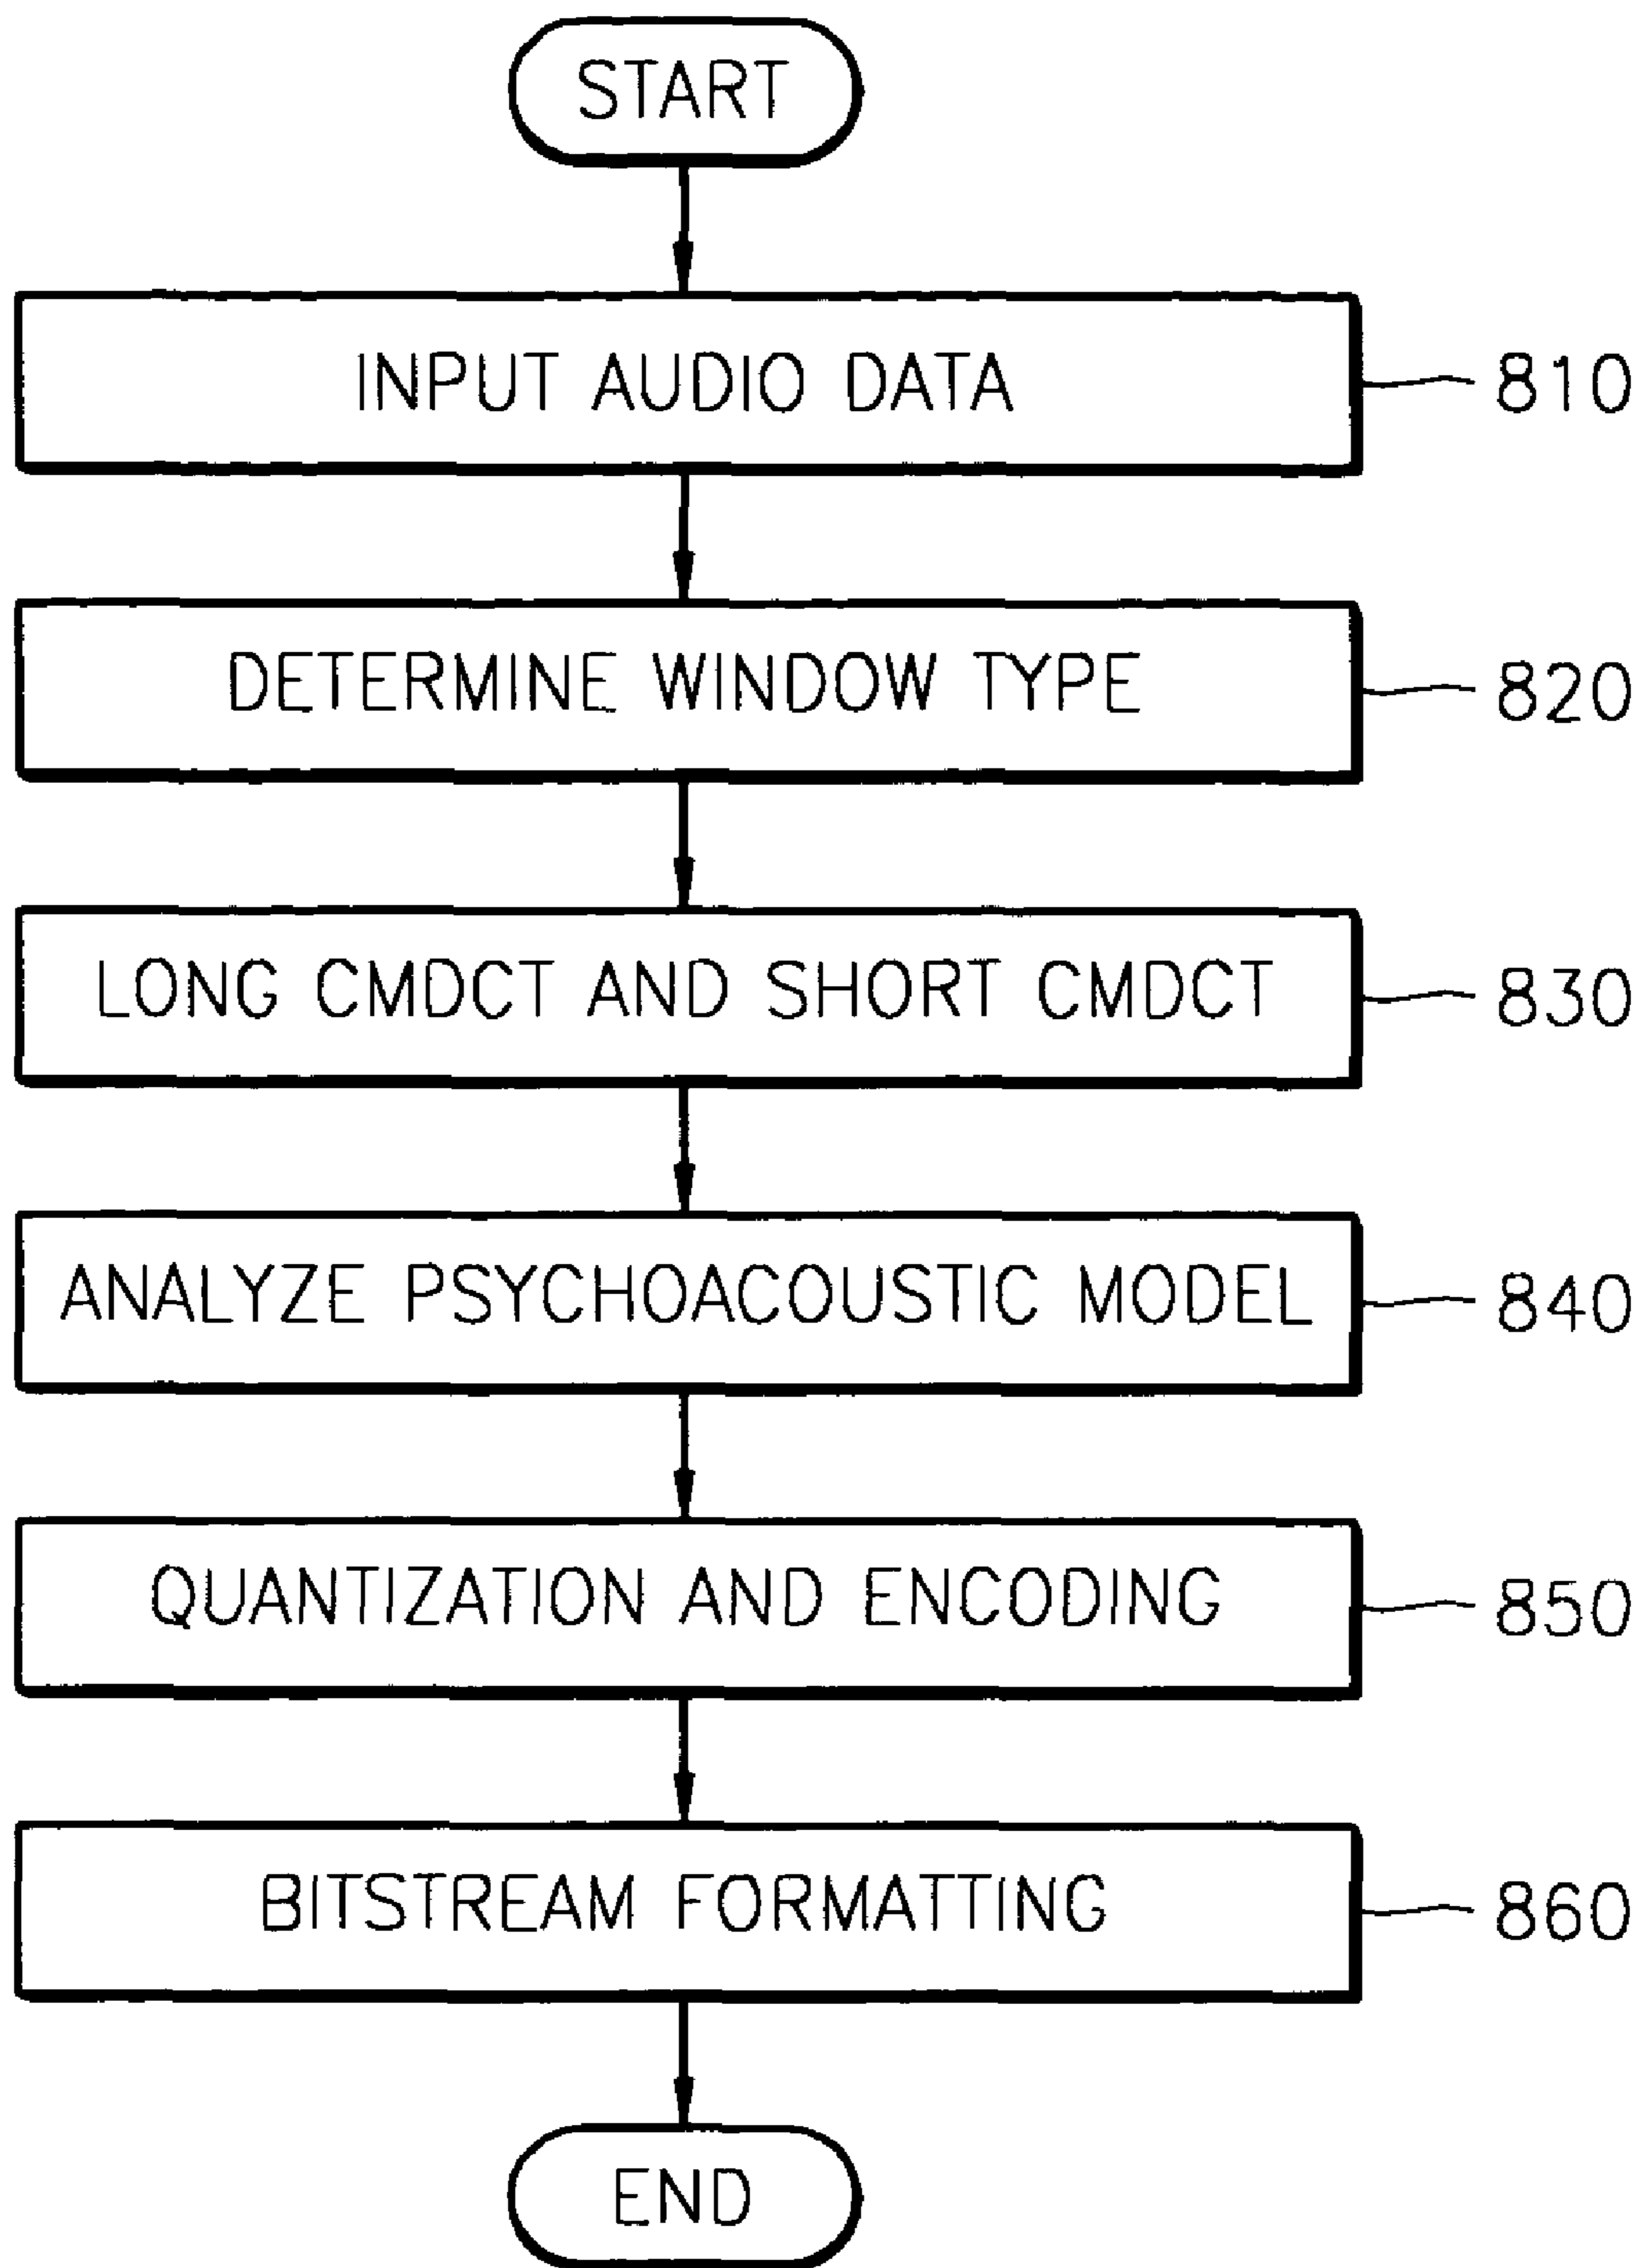 START
INPUT AUDIO DATA
810
DETERMINE WINDOW TYPE
820
LONG CMDCT AND SHORT CMDCT
830
ANALYZE PSYCHOACOUSTIC MODEL
840
QUANTIZATION AND ENCODING
850
BITSTREAM FORMATTING
860
END